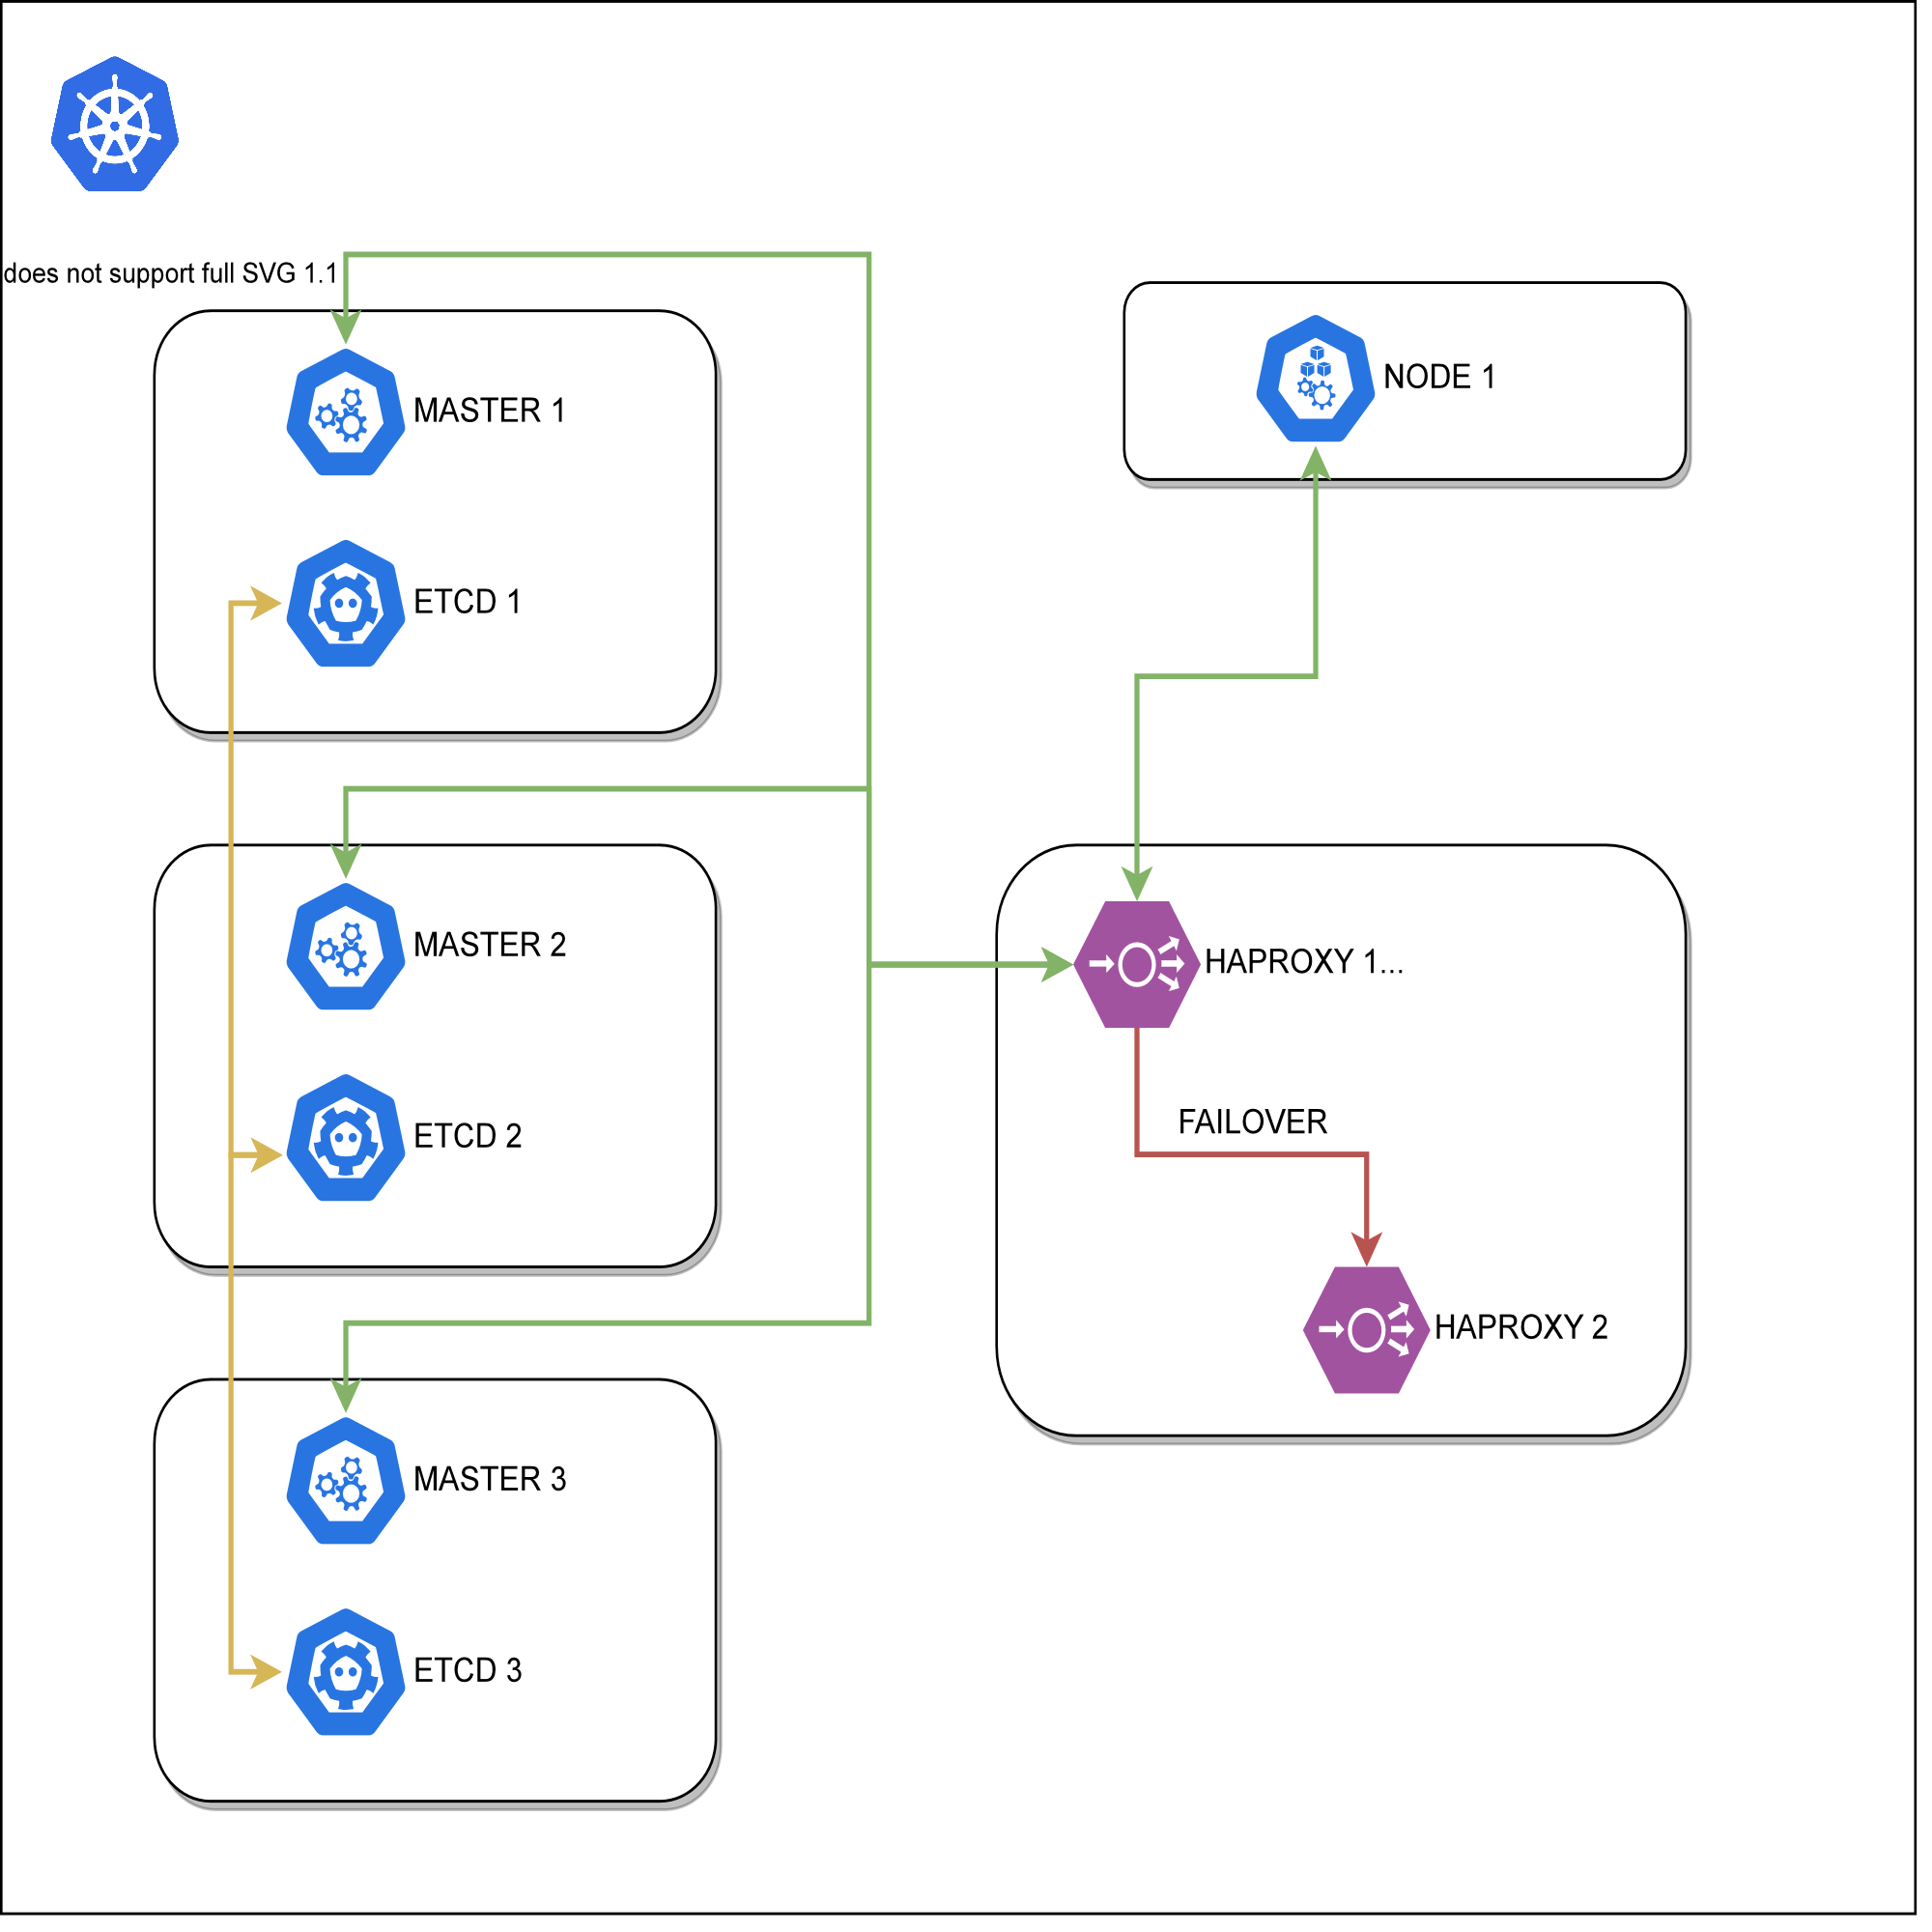 does not support full SVG 1.1
MASTER 1
ETCD 1
NODE 1
MASTER 2
HAPROXY 1...
ETCD 2
FAILOVER
HAPROXY 2
MASTER 3
ETCD 3